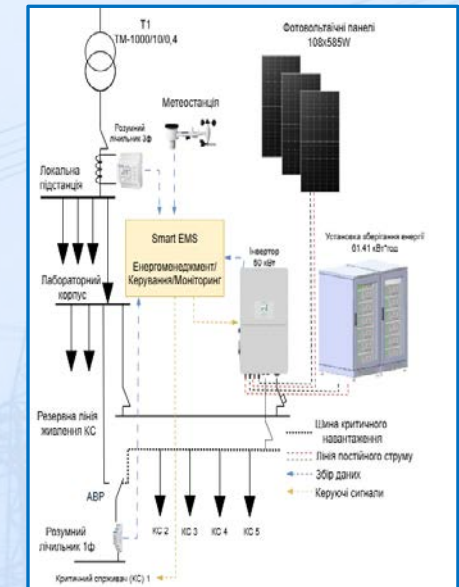 Т1
ТМ-1000/10/0,4
Фотовольтаїчні панелі
108х585W
Метеостанція
Розумний
лічильник 3ф
Локальна
підстанція
Smart EMS
Енергоменеджмент/
Керування/Моніторинг
Інвертор
50 кВт
Установка зберігання енергії
61.41 кВт*год
Лабораторний
корпус
Резервна лінія
живлення КС
Шина критичного
навантаження
Лінія постійного струму
Збір даних
Керуючі сигнали
АВР
КС 2
КС 3
КС 4
КС 5
Розумний
лічильник 1ф
Критичний спрживач (КС) 1